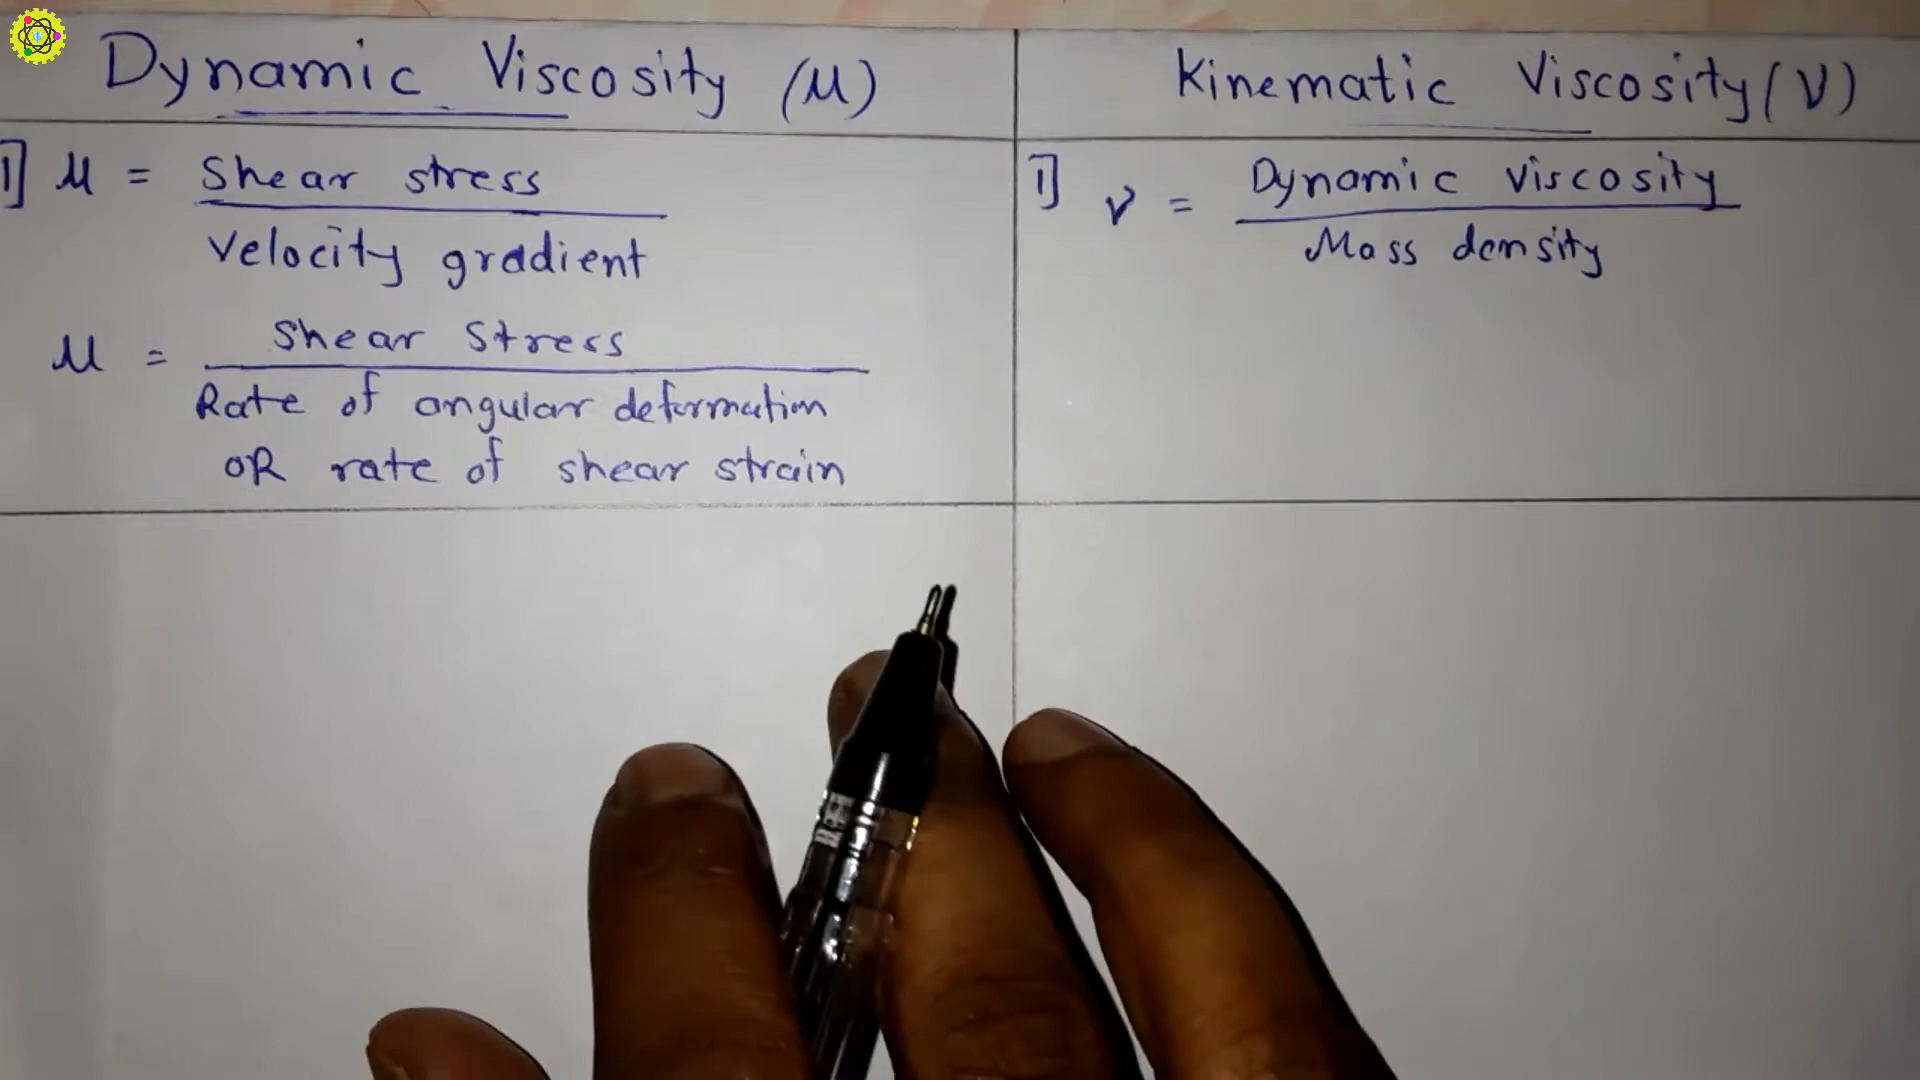 Dynamic Viscosity (μ)
1] μ = Shear stress
Velocity gradient
μ = Shear Stress
Rate of angular deformation
OR rate of shear strain
Kinematic Viscosity (ν)
1] ν = Dynamic viscosity
Mass density